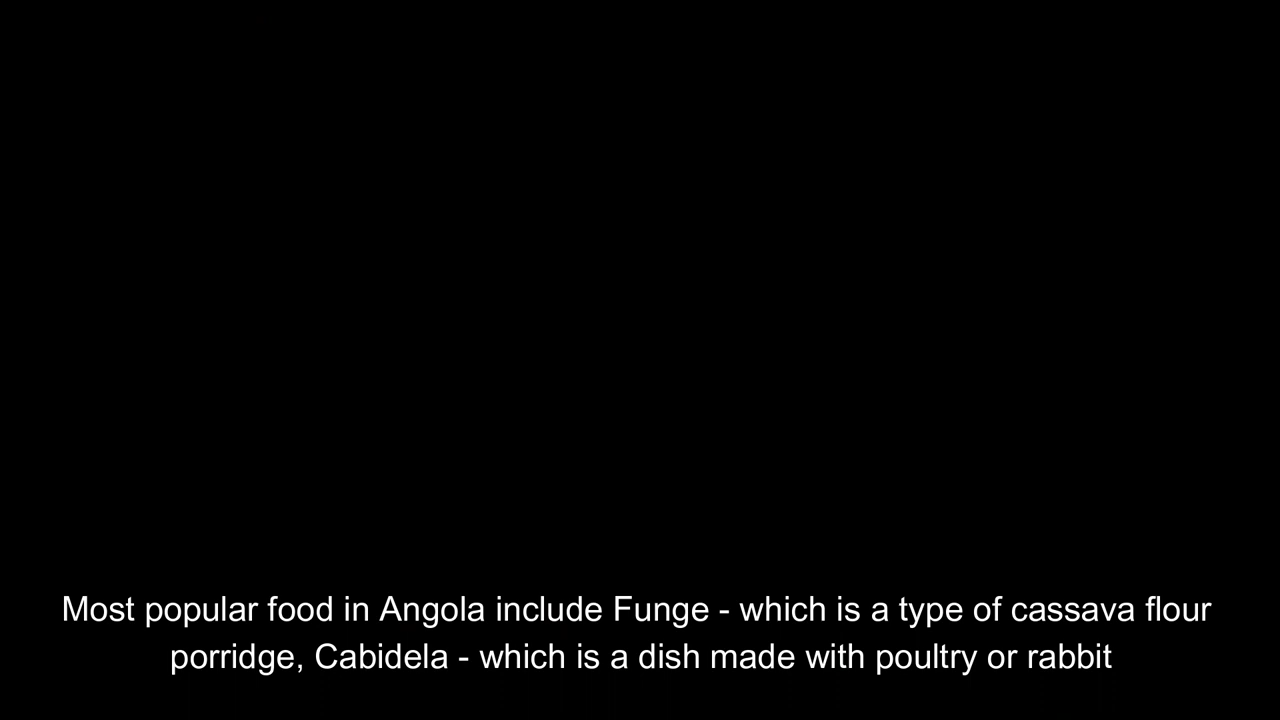 Most popular food in Angola include Funge - which is a type of cassava flour
porridge, Cabidela - which is a dish made with poultry or rabbit